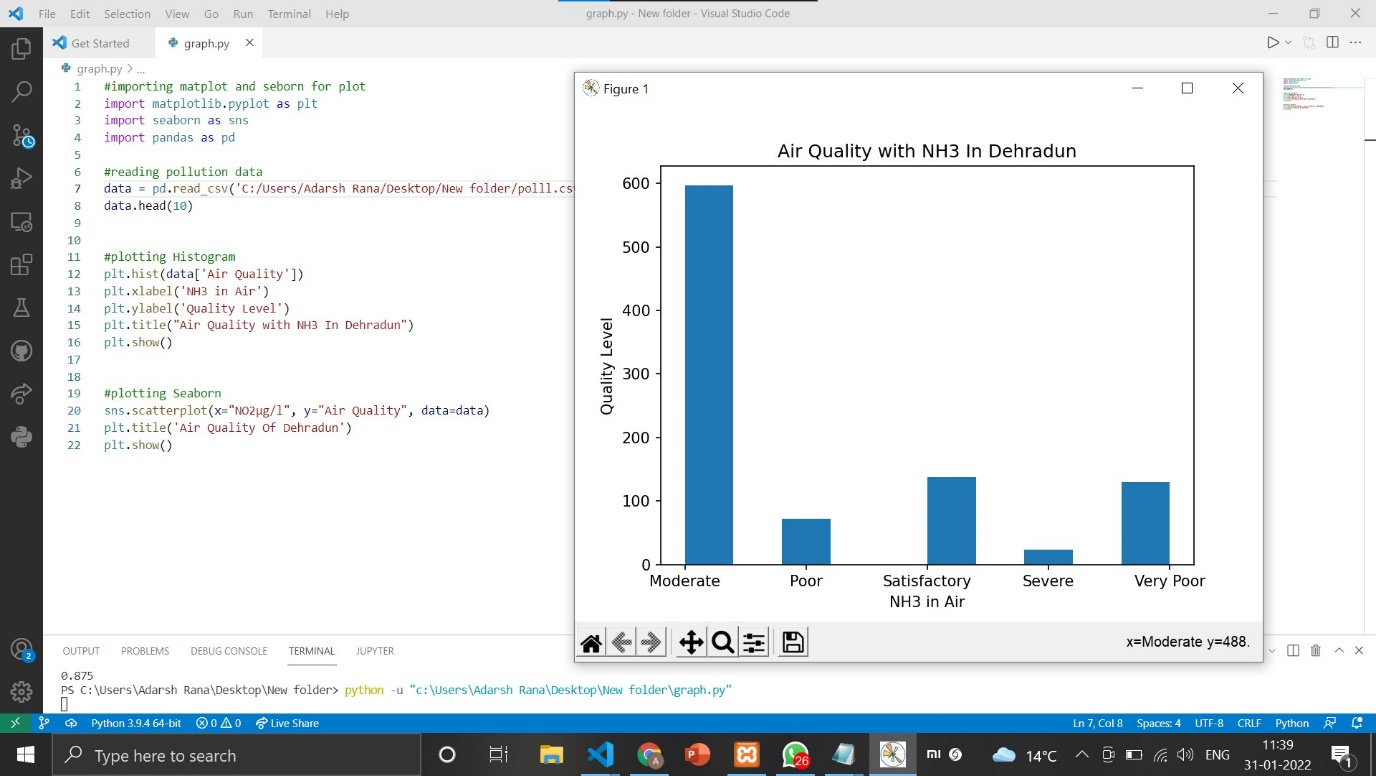 File Edit Selection View Go Run Terminal Help
graph.py - New folder - Visual Studio Code
Get Started
graph.py
graph.py > ...
1 #importing matplot and seborn for plot
2 import matplotlib.pyplot as plt
3 import seaborn as sns
4 import pandas as pd
5
6 #reading pollution data
7 data = pd.read_csv('C:/Users/Adarsh Rana/Desktop/New folder/polll.csv
8 data.head(10)
9
10
11 #plotting Histogram
12 plt.hist(data['Air Quality'])
13 plt.xlabel('NH3 in Air')
14 plt.ylabel('Quality Level')
15 plt.title("Air Quality with NH3 In Dehradun")
16 plt.show()
17
18
19 #plotting Seaborn
20 sns.scatterplot(x="NO2µg/l", y="Air Quality", data=data)
21 plt.title('Air Quality Of Dehradun')
22 plt.show()
Figure 1
Air Quality with NH3 In Dehradun
600
500
400
300
200
100
0
Quality Level
Moderate Poor Satisfactory Severe Very Poor
NH3 in Air
x=Moderate y=488.
OUTPUT PROBLEMS DEBUG CONSOLE TERMINAL JUPYTER
0.875
PS C:\Users\Adarsh Rana\Desktop\New folder> python -u "c:\Users\Adarsh Rana\Desktop\New folder\graph.py"
2
Python 3.9.4 64-bit 0 0 Live Share
Ln 7, Col 8 Spaces: 4 UTF-8 CRLF Python
Type here to search
A
P
26
mi
14°C
ENG
11:39
31-01-2022
1